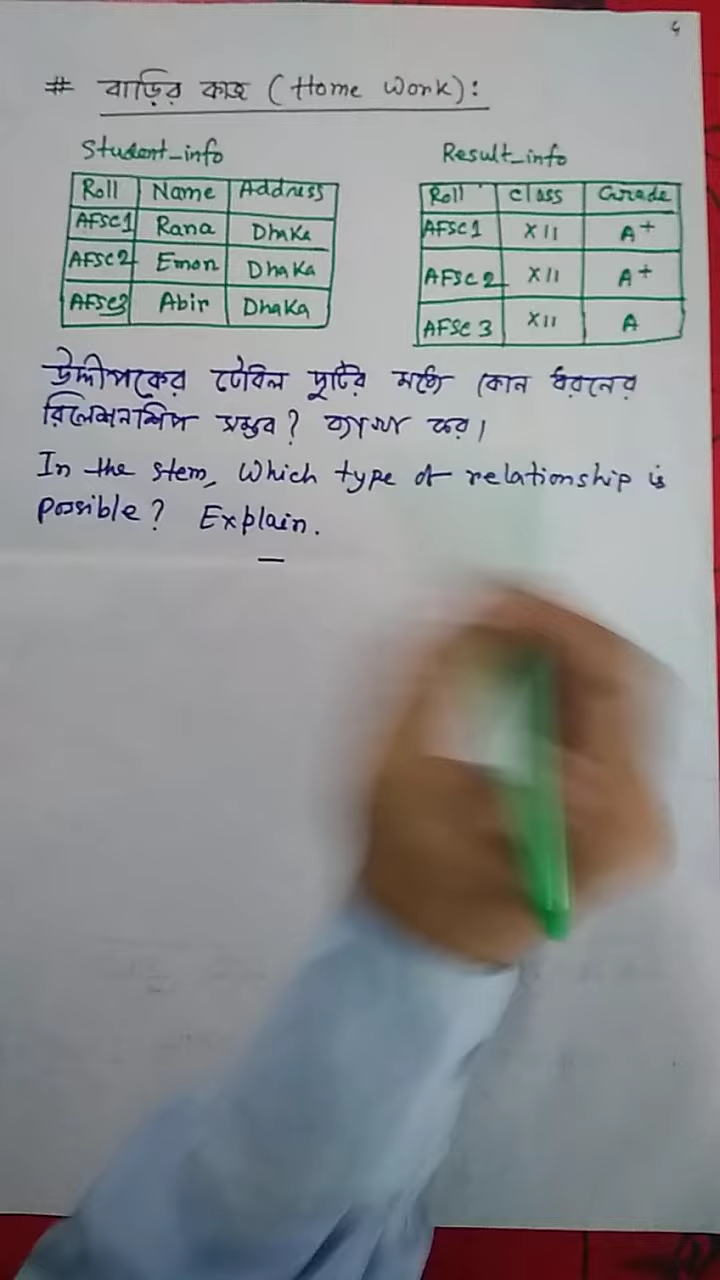 # বাড়ির কাজ (Home Work):
Student_info
Roll Name Address
AFSC1 Rana Dhaka
AFSC2 Emon Dhaka
AFSC3 Abir Dhaka
Result_info
Roll Class Grade
AFSC1 XII A+
AFSC2 XII A+
AFSC3 XII A
উদ্দীপকের টেবিল দুটির মধ্যে কোন ধরনের
রিলেশনশিপ সম্ভব? ব্যাখ্যা কর।
In the stem, Which type of relationship is
possible? Explain.